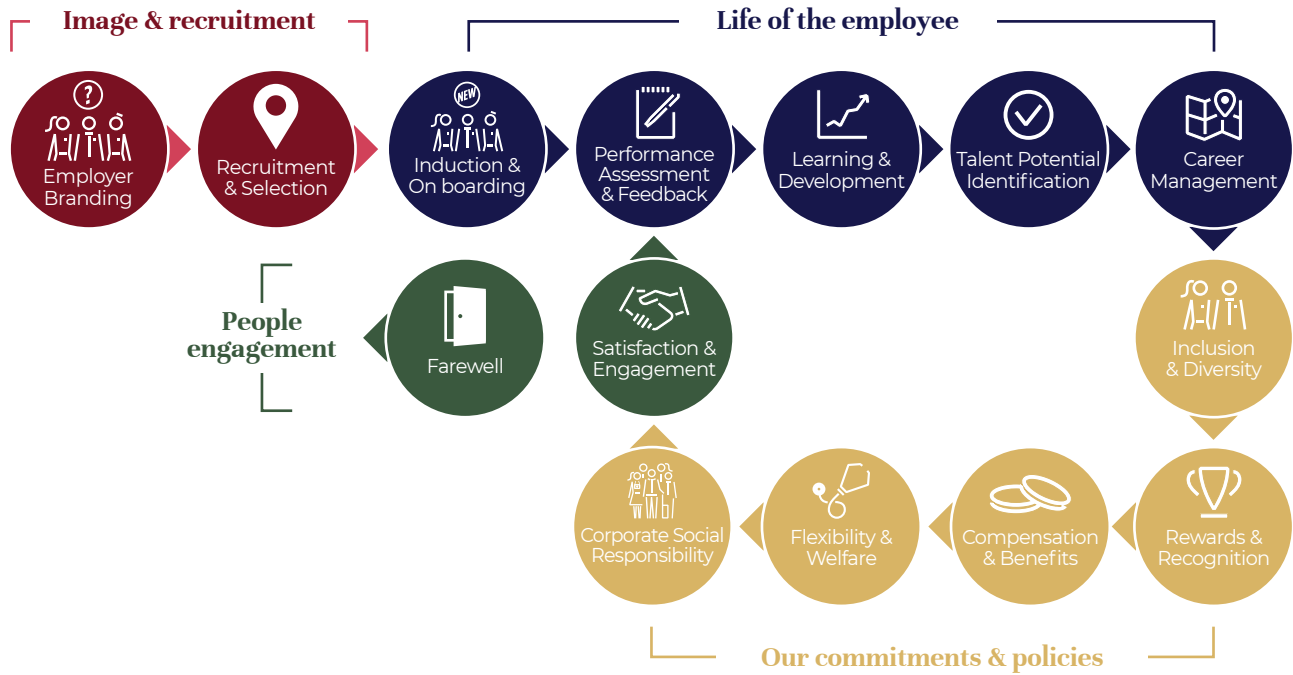 Image & recruitment
Life of the employee
?
Employer
Branding
Recruitment
& Selection
NEW
Induction &
On boarding
Performance
Assessment
& Feedback
Learning &
Development
Talent Potential
Identification
Career
Management
People
engagement
Farewell
Satisfaction &
Engagement
Inclusion
& Diversity
Corporate Social
Responsibility
Flexibility &
Welfare
Compensation
& Benefits
Rewards &
Recognition
Our commitments & policies